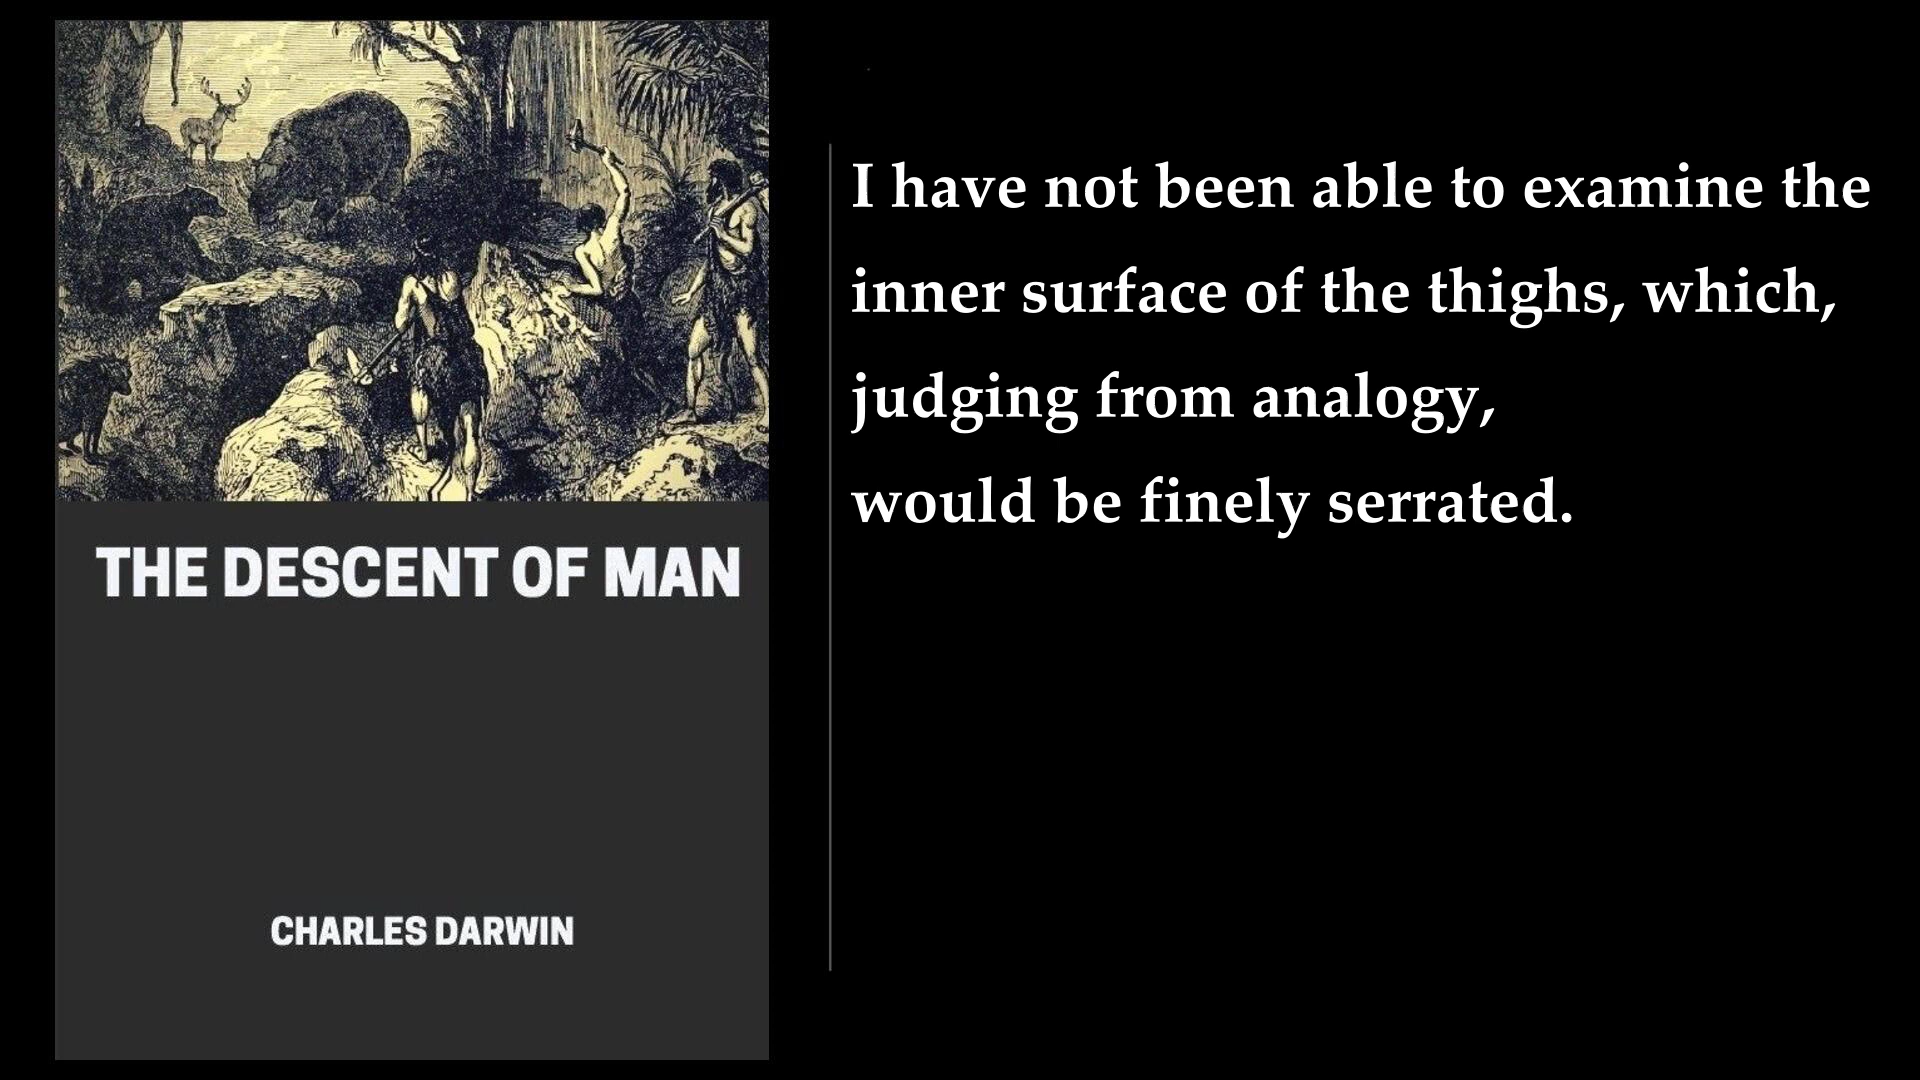 THE DESCENT OF MAN
CHARLES DARWIN
I have not been able to examine the
inner surface of the thighs, which,
judging from analogy,
would be finely serrated.